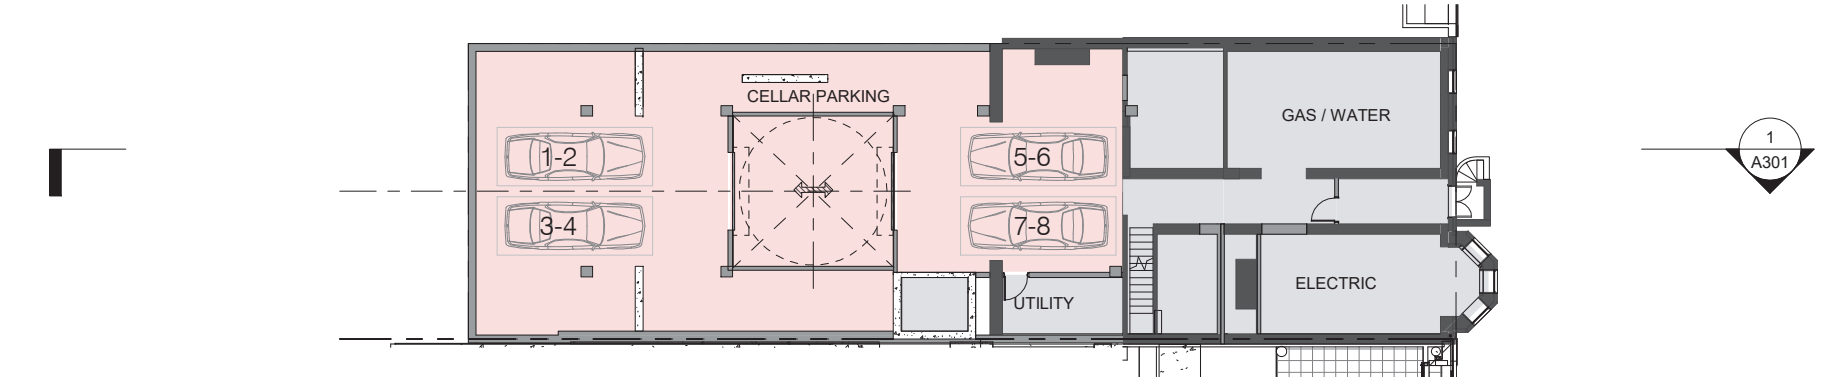 CELLAR PARKING
GAS / WATER
1
A301
1-2
5-6
3-4
7-8
ELECTRIC
UTILITY